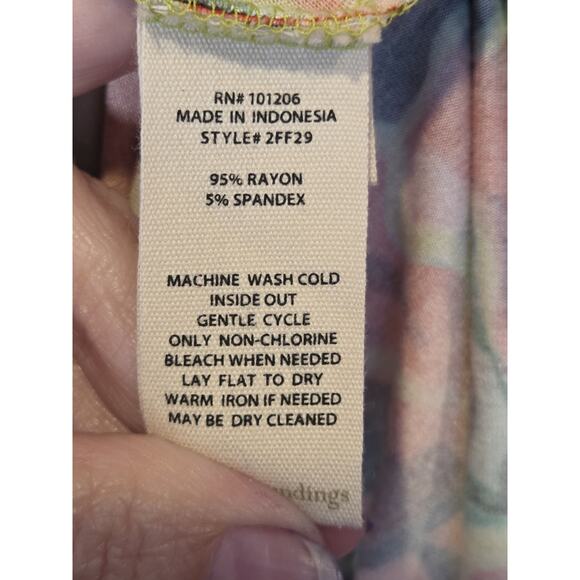 RN# 101206
MADE IN INDONESIA
STYLE# 2FF29
95% RAYON
5% SPANDEX
MACHINE WASH COLD
INSIDE OUT
GENTLE CYCLE
ONLY NON-CHLORINE
BLEACH WHEN NEEDED
LAY FLAT TO DRY
WARM IRON IF NEEDED
MAY BE DRY CLEANED